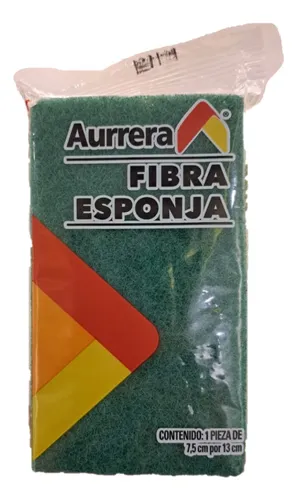 Aurrera
FIBRA
ESPONJA
CONTENIDO: 1 PIEZA DE
7,5 cm por 13 cm